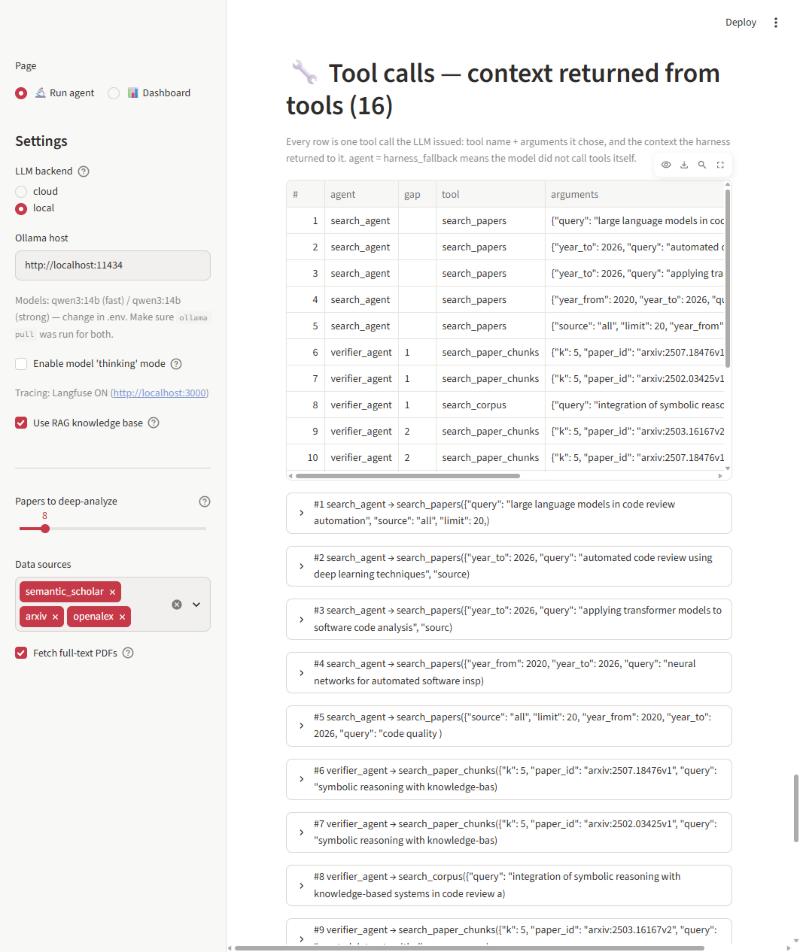 Deploy
Page
Run agent
Dashboard
Settings
LLM backend
cloud
local
Ollama host
http://localhost:11434
Models: qwen3:14b (fast) / qwen3:14b
(strong) — change in .env. Make sure ollama
pull was run for both.
Enable model 'thinking' mode
Tracing: Langfuse ON (http://localhost:3000)
Use RAG knowledge base
Papers to deep-analyze
8
Data sources
semantic_scholar ×
arxiv × openalex ×
Fetch full-text PDFs
Tool calls — context returned from
tools (16)
Every row is one tool call the LLM issued: tool name + arguments it chose, and the context the harness
returned to it. agent = harness_fallback means the model did not call tools itself.
# agent gap tool arguments
1 search_agent search_papers {"query": "large language models in coc
2 search_agent search_papers {"year_to": 2026, "query": "automated c
3 search_agent search_papers {"year_to": 2026, "query": "applying tra
4 search_agent search_papers {"year_from": 2020, "year_to": 2026, "qu
5 search_agent search_papers {"source": "all", "limit": 20, "year_from"
6 verifier_agent 1 search_paper_chunks {"k": 5, "paper_id": "arxiv:2507.18476v1
7 verifier_agent 1 search_paper_chunks {"k": 5, "paper_id": "arxiv:2502.03425v1
8 verifier_agent 1 search_corpus {"query": "integration of symbolic reasc
9 verifier_agent 2 search_paper_chunks {"k": 5, "paper_id": "arxiv:2503.16167v2
10 verifier_agent 2 search_paper_chunks {"k": 5, "paper_id": "arxiv:2507.18476v1
#1 search_agent → search_papers({"query": "large language models in code review
automation", "source": "all", "limit": 20,)
#2 search_agent → search_papers({"year_to": 2026, "query": "automated code review using
deep learning techniques", "source)
#3 search_agent → search_papers({"year_to": 2026, "query": "applying transformer models to
software code analysis", "sourc)
#4 search_agent → search_papers({"year_from": 2020, "year_to": 2026, "query": "neural
networks for automated software insp)
#5 search_agent → search_papers({"source": "all", "limit": 20, "year_from": 2020, "year_to":
2026, "query": "code quality )
#6 verifier_agent → search_paper_chunks({"k": 5, "paper_id": "arxiv:2507.18476v1", "query":
"symbolic reasoning with knowledge-bas)
#7 verifier_agent → search_paper_chunks({"k": 5, "paper_id": "arxiv:2502.03425v1", "query":
"symbolic reasoning with knowledge-bas)
#8 verifier_agent → search_corpus({"query": "integration of symbolic reasoning with
knowledge-based systems in code review a)
#9 verifier_agent → search_paper_chunks({"k": 5, "paper_id": "arxiv:2503.16167v2", "query":